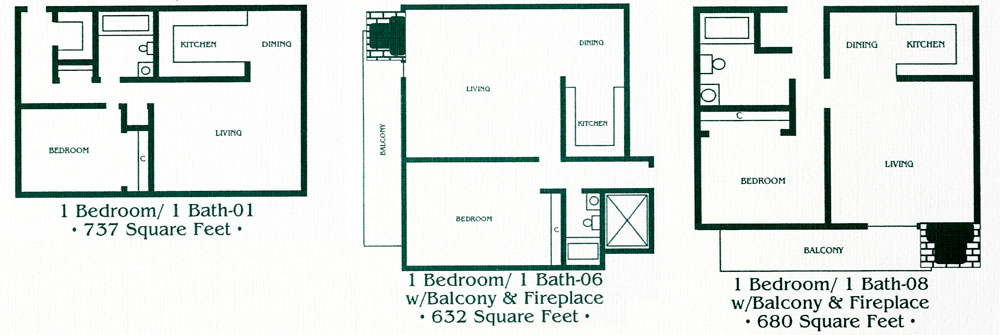 KITCHEN
DINING
BEDROOM
LIVING
C
1 Bedroom/ 1 Bath-01
• 737 Square Feet •
DINING
LIVING
KITCHEN
BALCONY
BEDROOM
C
1 Bedroom/ 1 Bath-06
w/Balcony & Fireplace
• 632 Square Feet •
DINING
KITCHEN
C
LIVING
BEDROOM
BALCONY
1 Bedroom/ 1 Bath-08
w/Balcony & Fireplace
• 680 Square Feet •